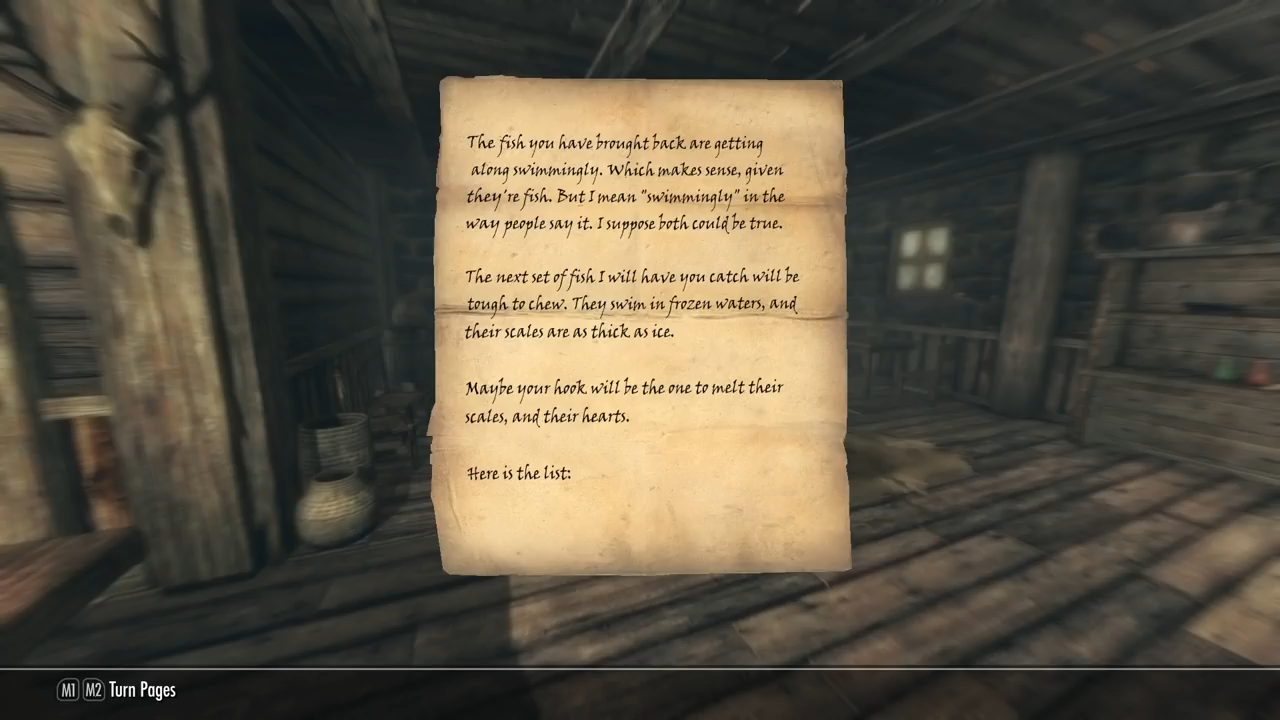 The fish you have brought back are getting
along swimmingly. Which makes sense, given
they're fish. But I mean "swimmingly" in the
way people say it. I suppose both could be true.
The next set of fish I will have you catch will be
tough to chew. They swim in frozen waters, and
their scales are as thick as ice.
Maybe your hook will be the one to melt their
scales, and their hearts.
Here is the list:
M1 M2 Turn Pages